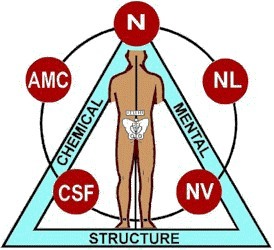 N
AMC
NL
CHEMICAL
MENTAL
CSF
NV
STRUCTURE